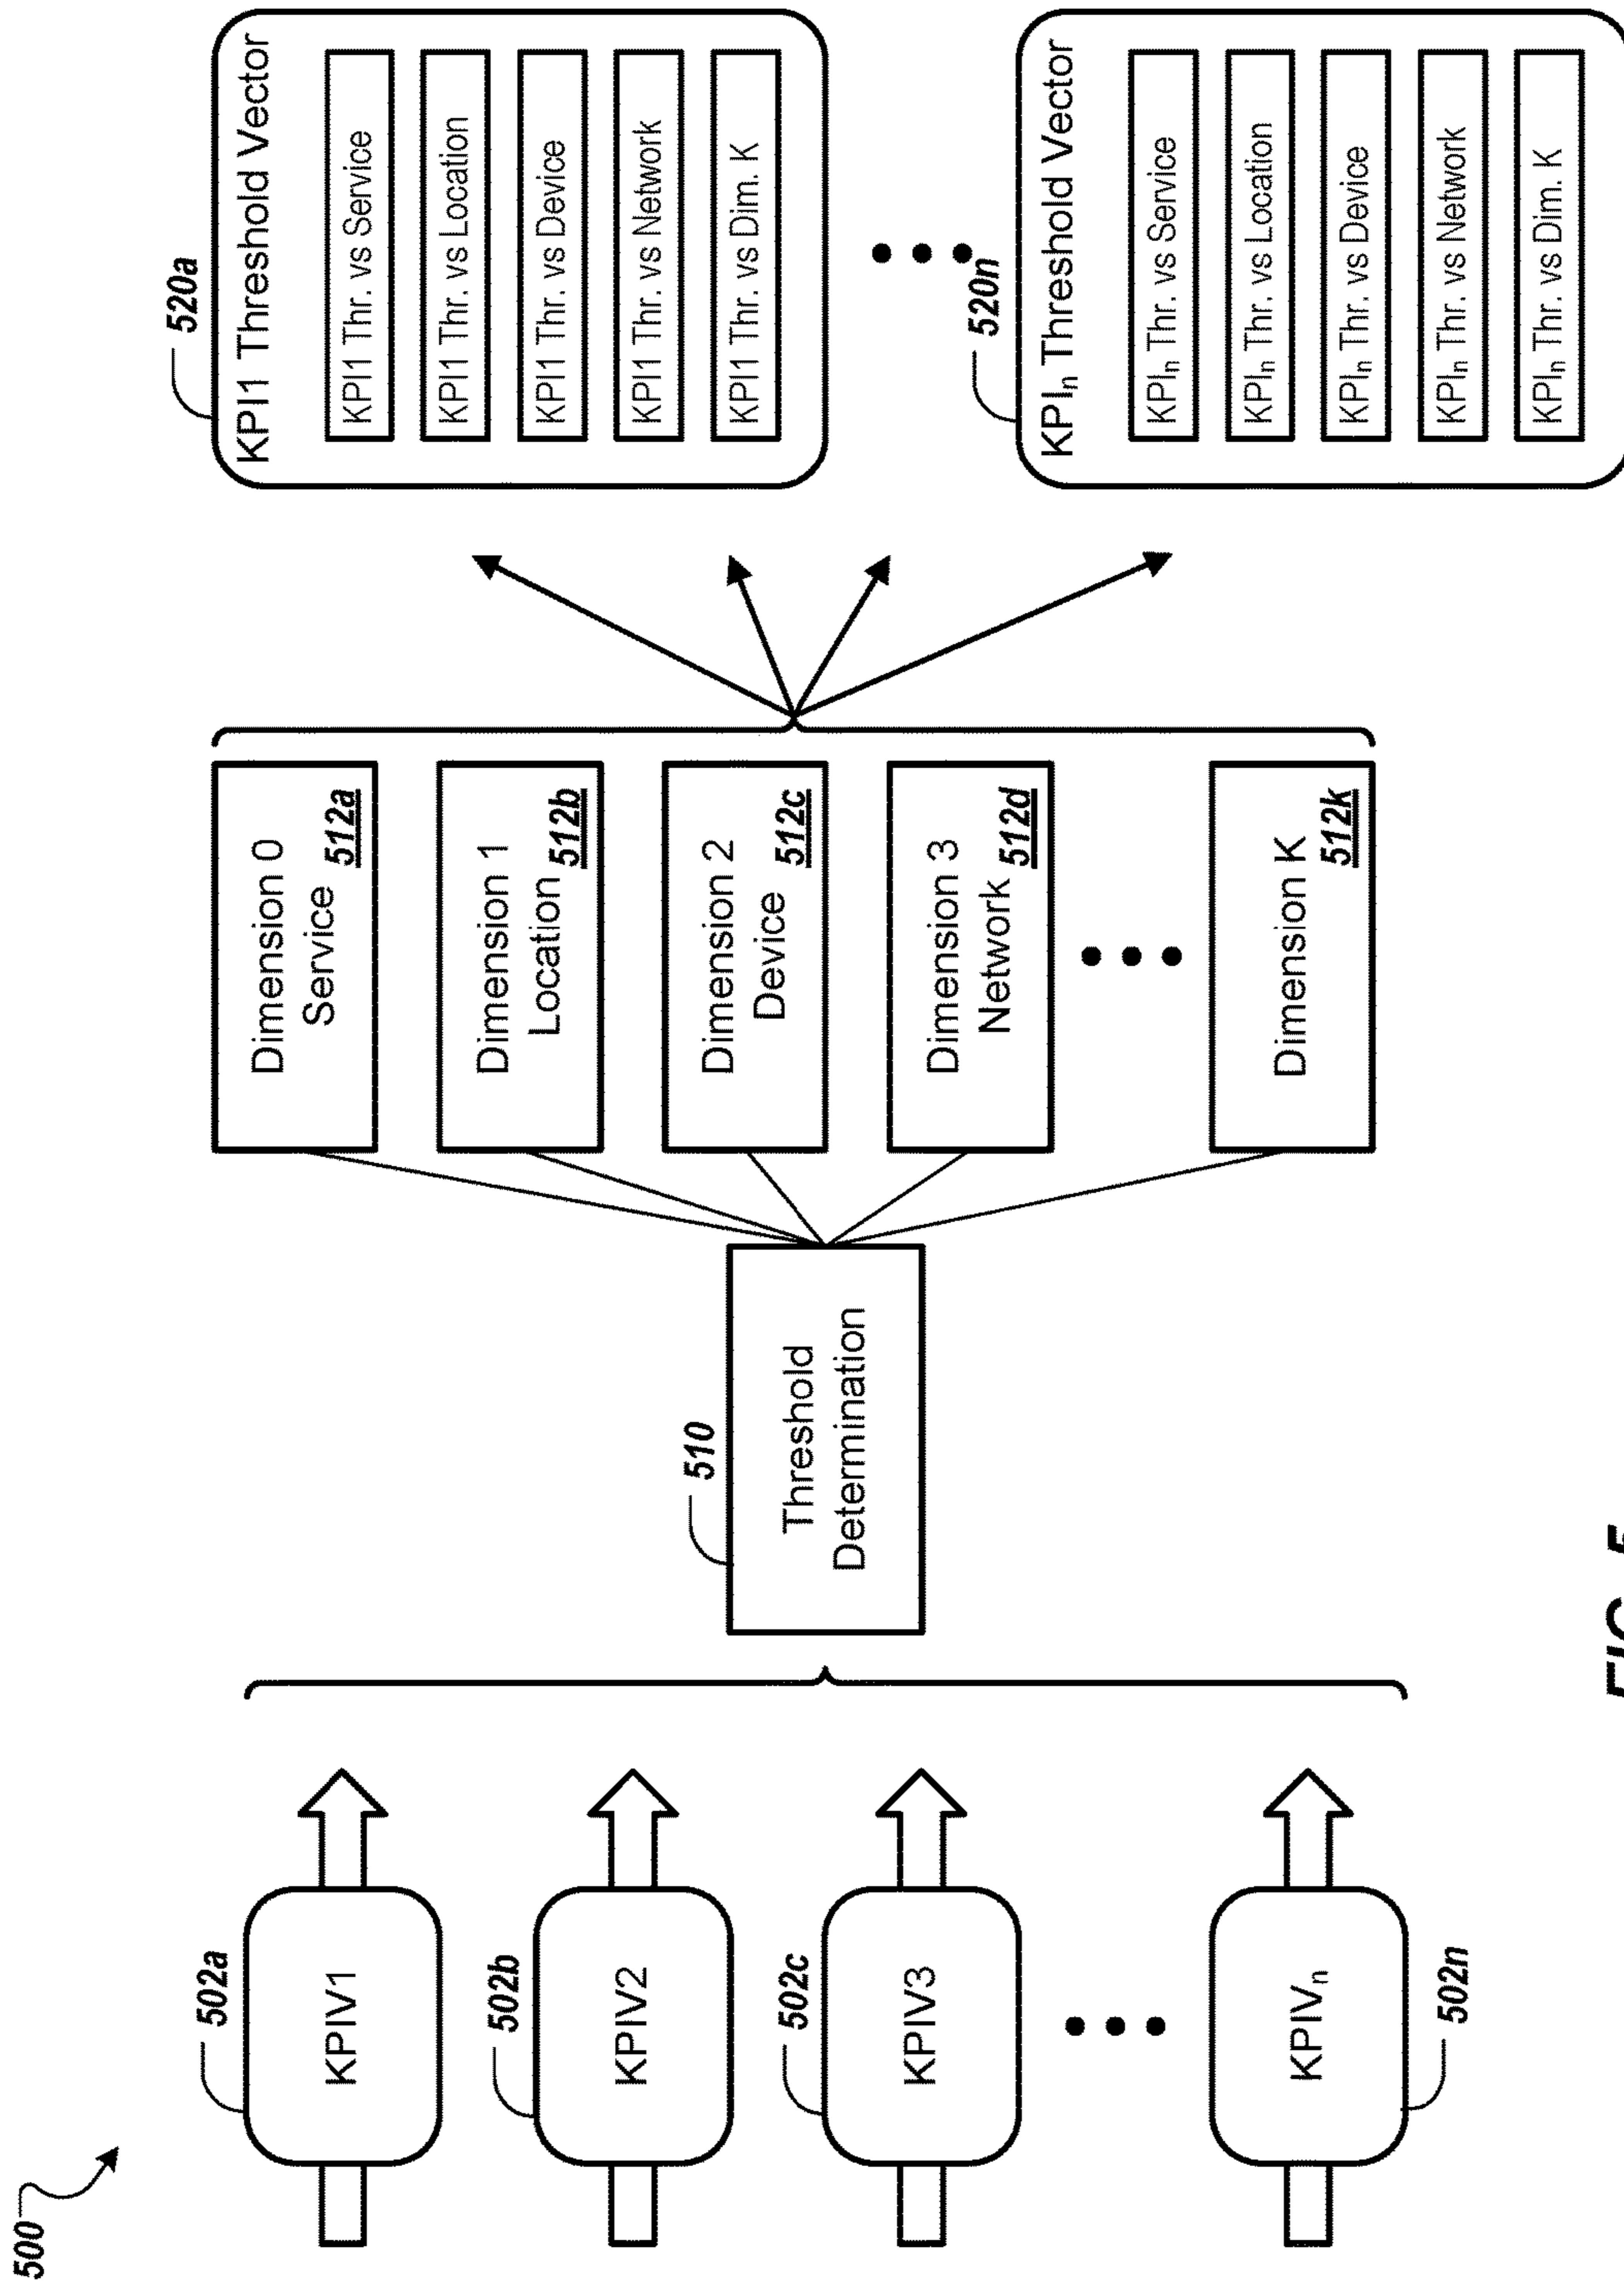 500
502a
KPIV1
502b
KPIV2
502c
KPIV3
KPIVₙ
502n
510
Threshold
Determination
Dimension 0
Service
512a
Dimension 1
Location
512b
Dimension 2
Device
512c
Dimension 3
Network
512d
Dimension K
512k
520a
KPI1 Threshold Vector
KPI1 Thr. vs Service
KPI1 Thr. vs Location
KPI1 Thr. vs Device
KPI1 Thr. vs Network
KPI1 Thr. vs Dim. K
520n
KPIₙ Threshold Vector
KPIₙ Thr. vs Service
KPIₙ Thr. vs Location
KPIₙ Thr. vs Device
KPIₙ Thr. vs Network
KPIₙ Thr. vs Dim. K
FIG. 5